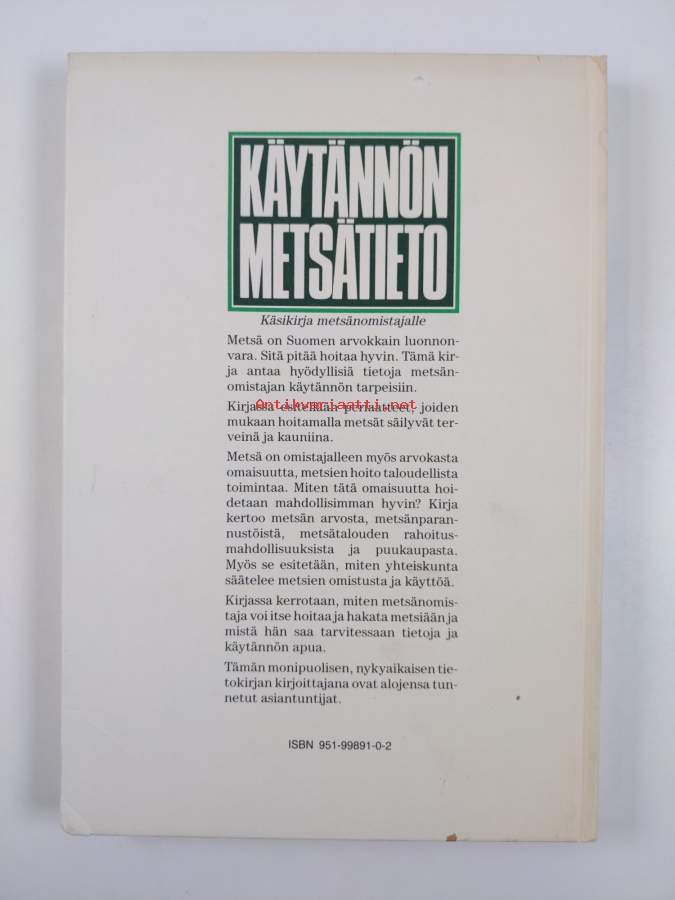 KÄYTÄNNÖN
METSÄTIETO
Käsikirja metsänomistajalle
Metsä on Suomen arvokkain luonnon-
vara. Sitä pitää hoitaa hyvin. Tämä kir-
ja antaa hyödyllisiä tietoja metsän-
omistajan käytännön tarpeisiin.
Antikvariaatti.net
Kirjassa esitellään periaatteet, joiden
mukaan hoitamalla metsät säilyvät ter-
veinä ja kauniina.
Metsä on omistajalleen myös arvokasta
omaisuutta, metsien hoito taloudellista
toimintaa. Miten tätä omaisuutta hoi-
detaan mahdollisimman hyvin? Kirja
kertoo metsän arvosta, metsänparan-
nustöistä, metsätalouden rahoitus-
mahdollisuuksista ja puukaupasta.
Myös se esitetään, miten yhteiskunta
säätelee metsien omistusta ja käyttöä.
Kirjassa kerrotaan, miten metsänomis-
taja voi itse hoitaa ja hakata metsiään ja
mistä hän saa tarvitessaan tietoja ja
käytännön apua.
Tämän monipuolisen, nykyaikaisen tie-
tokirjan kirjoittajana ovat alojensa tun-
netut asiantuntijat.
ISBN 951-99891-0-2